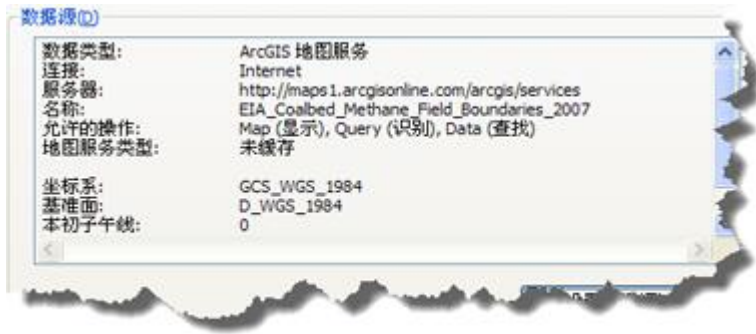 数据源(D)
数据类型: ArcGIS 地图服务
连接: Internet
服务器: http://maps1.arcgisonline.com/arcgis/services
名称: EIA_Coalbed_Methane_Field_Boundaries_2007
允许的操作: Map (显示), Query (识别), Data (查找)
地图服务类型: 未缓存
坐标系: GCS_WGS_1984
基准面: D_WGS_1984
本初子午线: 0